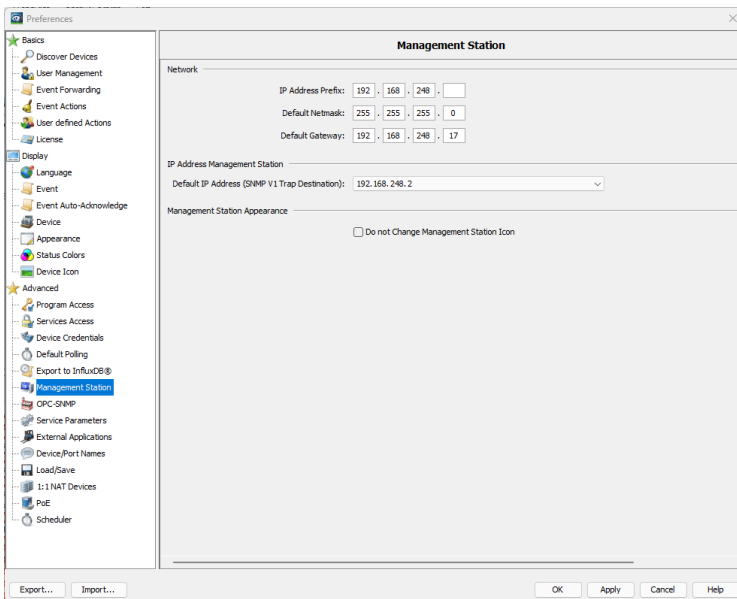 Preferences
Basics
Discover Devices
User Management
Event Forwarding
Event Actions
User defined Actions
License
Display
Language
Event
Event Auto-Acknowledge
Device
Appearance
Status Colors
Device Icon
Advanced
Program Access
Services Access
Device Credentials
Default Polling
Export to InfluxDB®
Management Station
OPC-SNMP
Service Parameters
External Applications
Device/Port Names
Load/Save
1:1 NAT Devices
PoE
Scheduler
Management Station
Network
IP Address Prefix: 192 . 168 . 248 .
Default Netmask: 255 . 255 . 255 . 0
Default Gateway: 192 . 168 . 248 . 17
IP Address Management Station
Default IP Address (SNMP V1 Trap Destination): 192.168.248.2
Management Station Appearance
Do not Change Management Station Icon
Export... Import... OK Apply Cancel Help